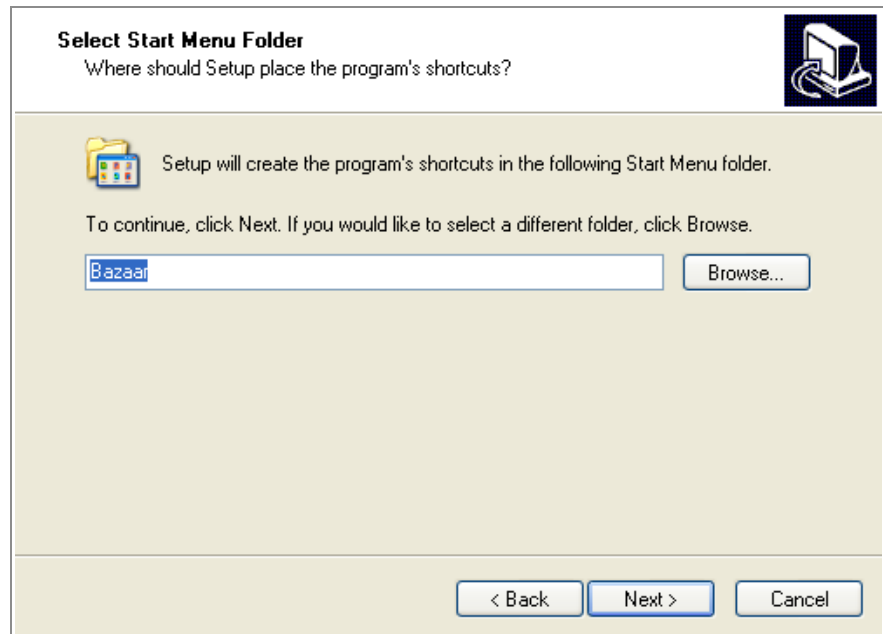 Select Start Menu Folder
Where should Setup place the program's shortcuts?
Setup will create the program's shortcuts in the following Start Menu folder.
To continue, click Next. If you would like to select a different folder, click Browse.
Bazaar
Browse...
< Back
Next >
Cancel